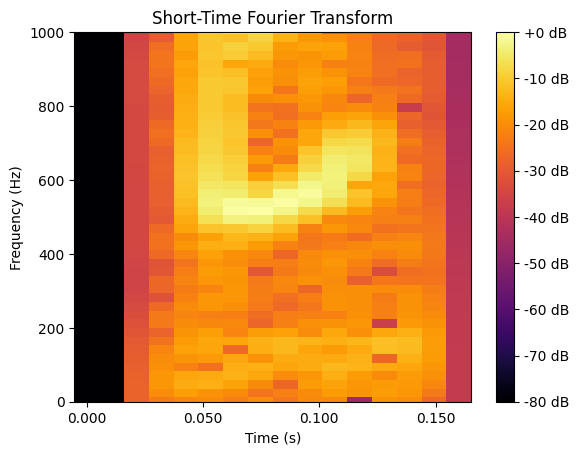 Short-Time Fourier Transform
1000
800
600
400
200
0
Frequency (Hz)
0.000
0.050
0.100
0.150
Time (s)
+0 dB
-10 dB
-20 dB
-30 dB
-40 dB
-50 dB
-60 dB
-70 dB
-80 dB